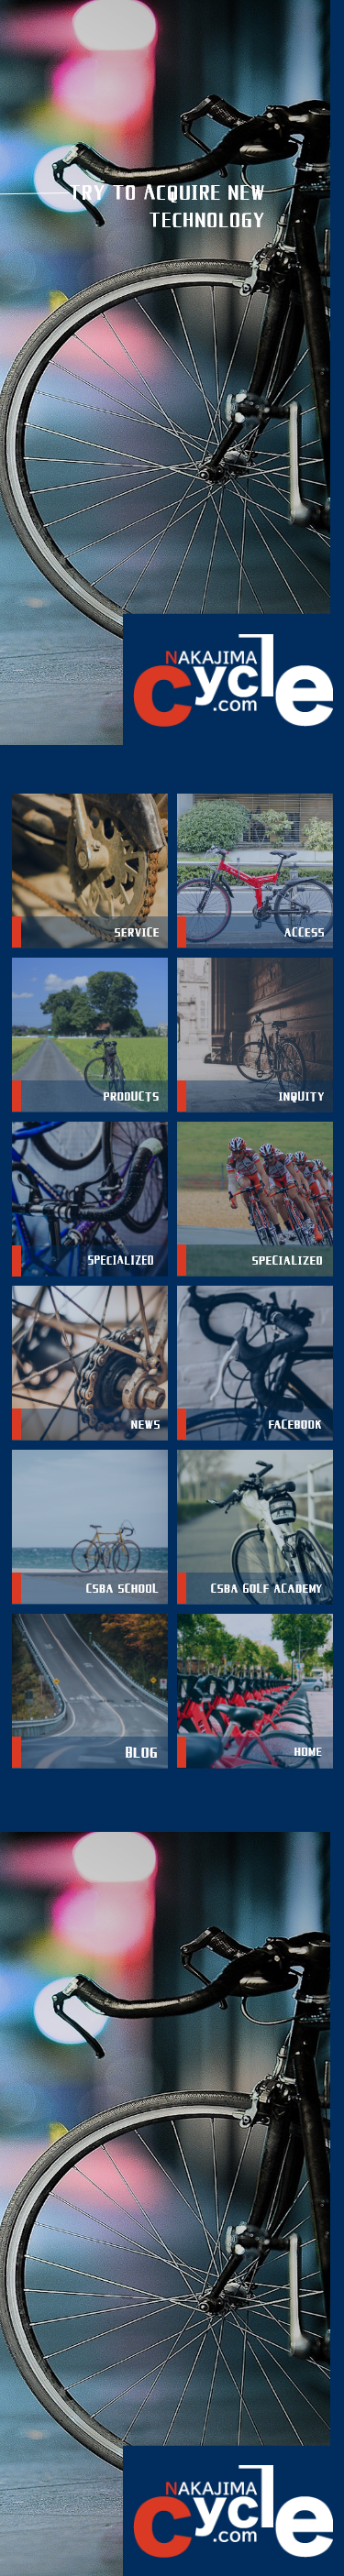 TRY TO ACQUIRE NEW
TECHNOLOGY
NAKAJIMA
cycle
.com
SERVICE
ACCESS
PRODUCTS
INQUITY
SPECIALIZED
SPECIALIZED
NEWS
FACEBOOK
CSBA SCHOOL
CSBA GOLF ACADEMY
BLOG
HOME
NAKAJIMA
cycle
.com